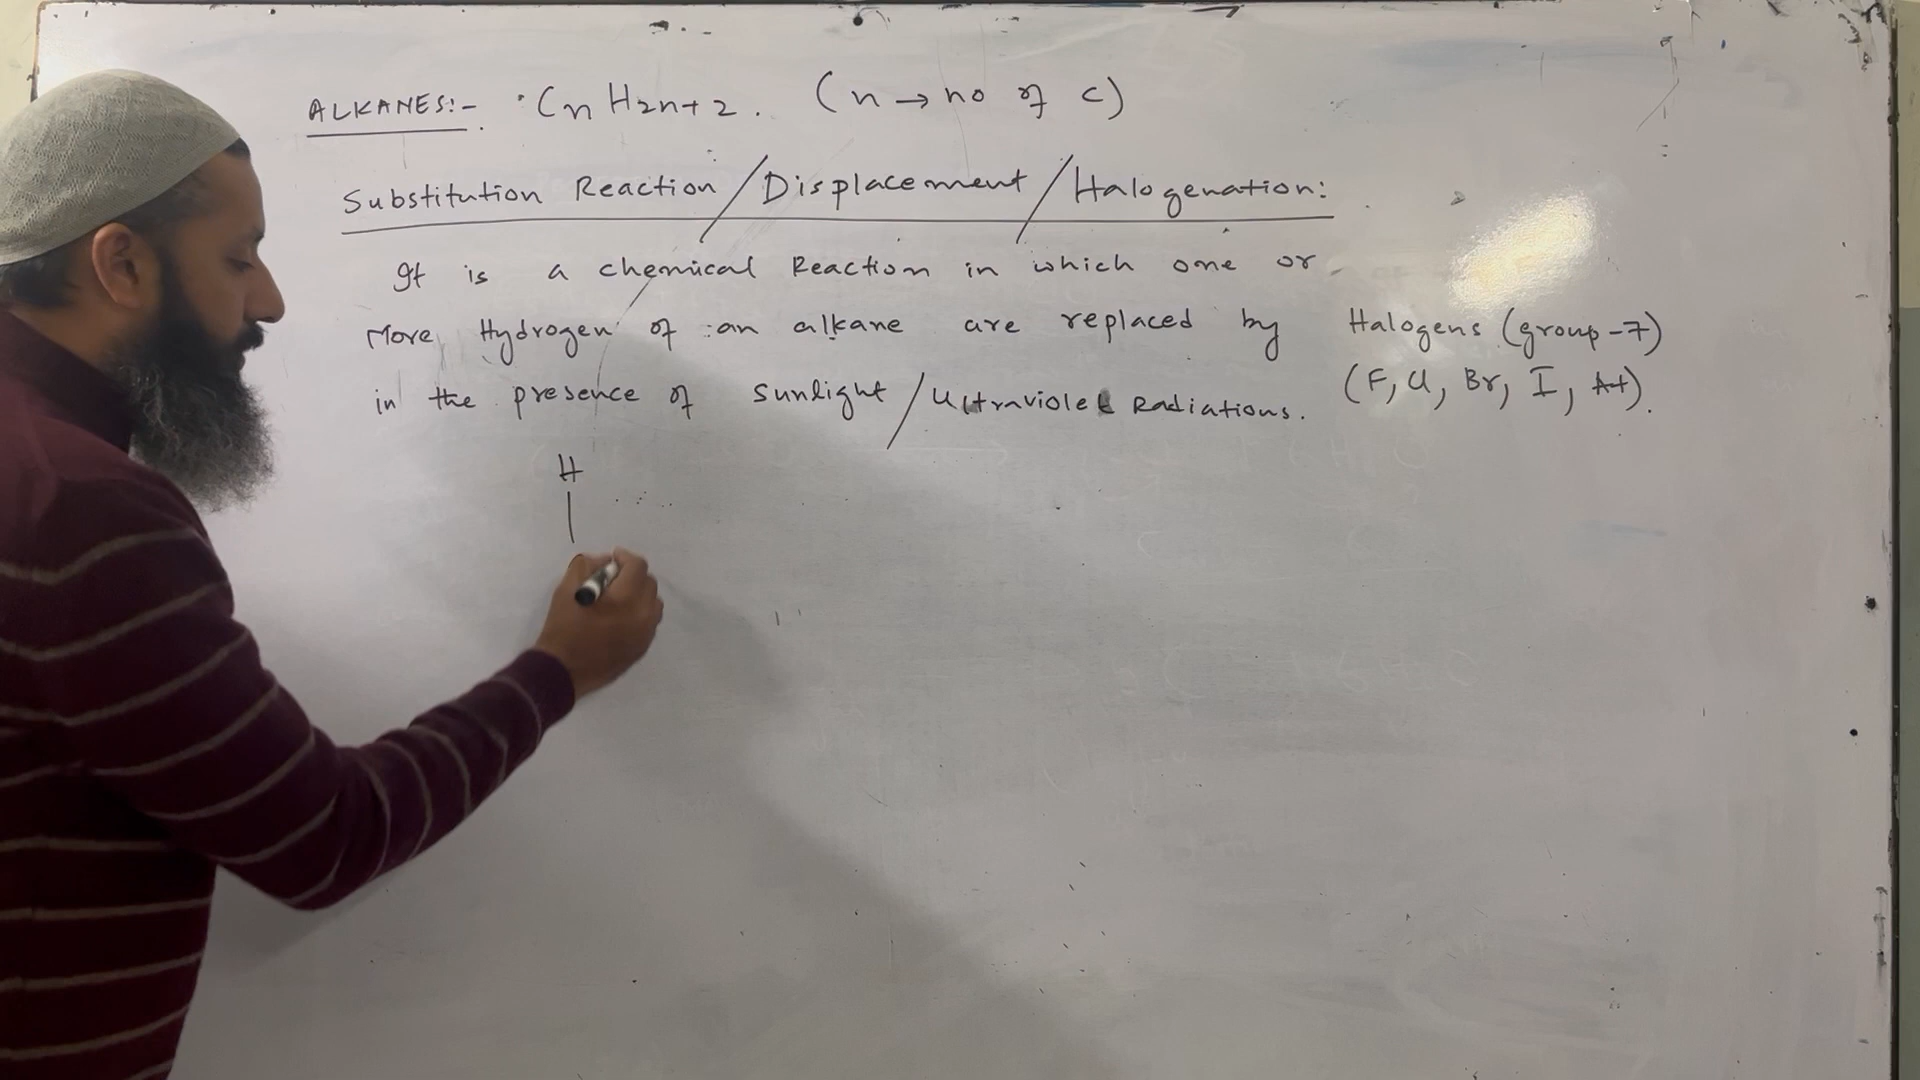 ALKANES:- CnH2n+2. (n → no of C)
Substitution Reaction / Displacement / Halogenation:
It is a chemical Reaction in which one or
More Hydrogen of an alkane are replaced by Halogens (group-7)
in the presence of sunlight / Ultraviolet Radiations. (F, Cl, Br, I, At).
H